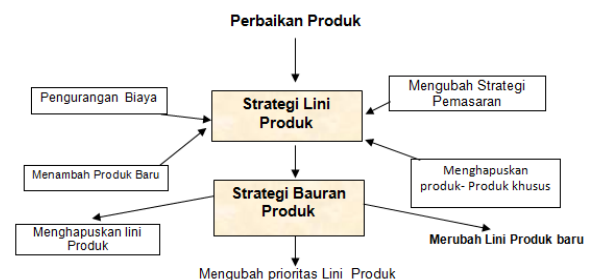 Perbaikan Produk
Pengurangan Biaya
Mengubah Strategi
Pemasaran
Strategi Lini
Produk
Menambah Produk Baru
Menghapuskan
produk- Produk khusus
Strategi Bauran
Produk
Menghapuskan lini
Produk
Merubah Lini Produk baru
Mengubah prioritas Lini Produk